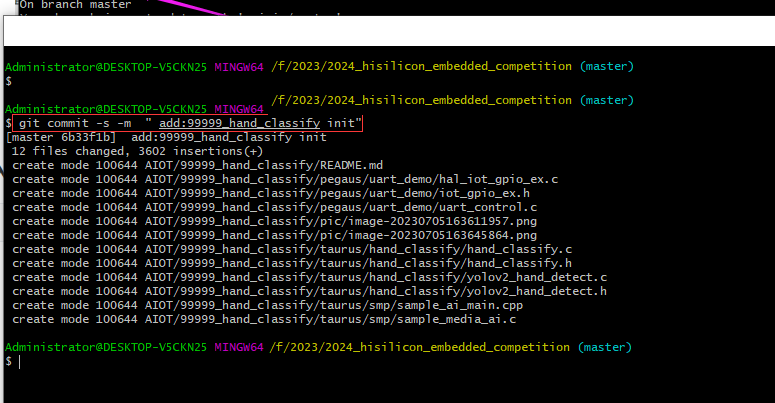 On branch master
Administrator@DESKTOP-V5CKN25 MINGW64 /f/2023/2024_hisilicon_embedded_competition (master)
$
Administrator@DESKTOP-V5CKN25 MINGW64 /f/2023/2024_hisilicon_embedded_competition (master)
$ git commit -s -m " add:99999_hand_classify init"
[master 6b33f1b]  add:99999_hand_classify init
 12 files changed, 3602 insertions(+)
 create mode 100644 AIOT/99999_hand_classify/README.md
 create mode 100644 AIOT/99999_hand_classify/pegaus/uart_demo/hal_iot_gpio_ex.c
 create mode 100644 AIOT/99999_hand_classify/pegaus/uart_demo/iot_gpio_ex.h
 create mode 100644 AIOT/99999_hand_classify/pegaus/uart_demo/uart_control.c
 create mode 100644 AIOT/99999_hand_classify/pic/image-20230705163611957.png
 create mode 100644 AIOT/99999_hand_classify/pic/image-20230705163645864.png
 create mode 100644 AIOT/99999_hand_classify/taurus/hand_classify/hand_classify.c
 create mode 100644 AIOT/99999_hand_classify/taurus/hand_classify/hand_classify.h
 create mode 100644 AIOT/99999_hand_classify/taurus/hand_classify/yolov2_hand_detect.c
 create mode 100644 AIOT/99999_hand_classify/taurus/hand_classify/yolov2_hand_detect.h
 create mode 100644 AIOT/99999_hand_classify/taurus/smp/sample_ai_main.cpp
 create mode 100644 AIOT/99999_hand_classify/taurus/smp/sample_media_ai.c
Administrator@DESKTOP-V5CKN25 MINGW64 /f/2023/2024_hisilicon_embedded_competition (master)
$